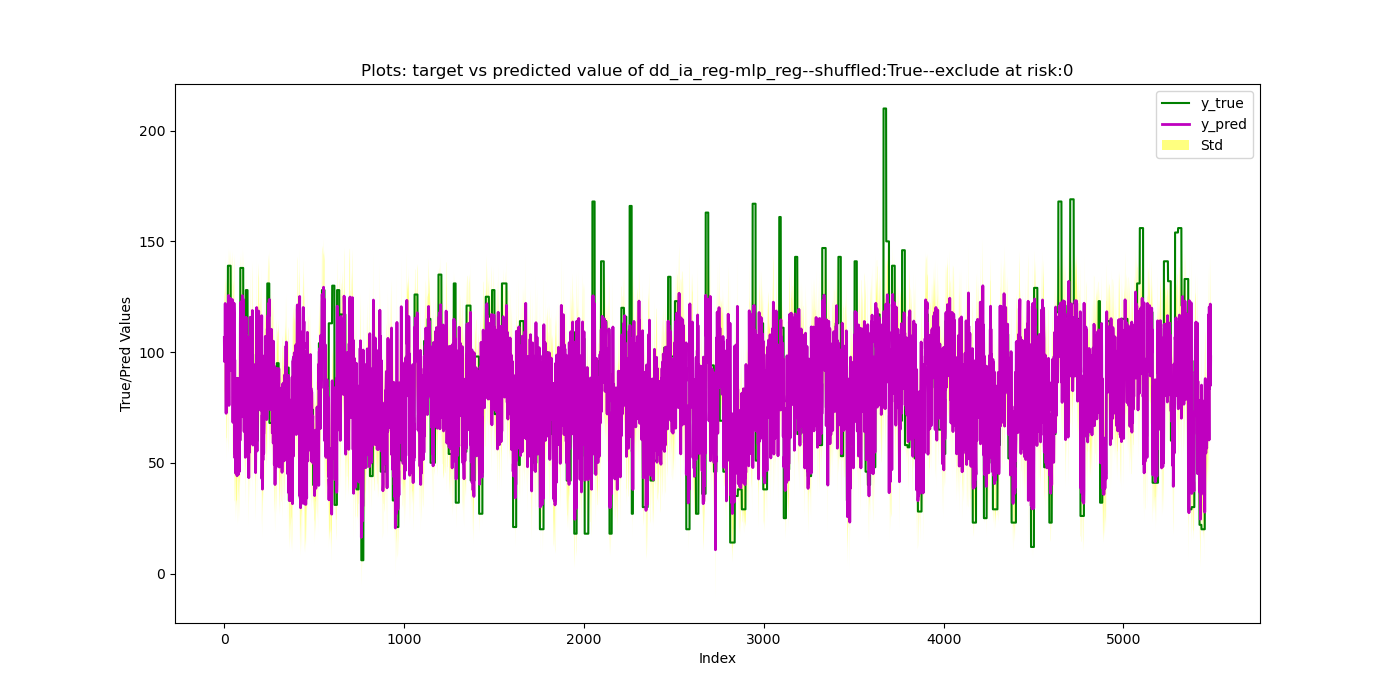 Plots: target vs predicted value of dd_ia_reg-mlp_reg--shuffled:True--exclude at risk:0
y_true
y_pred
Std
True/Pred Values
200
150
100
50
0
0 1000 2000 3000 4000 5000
Index